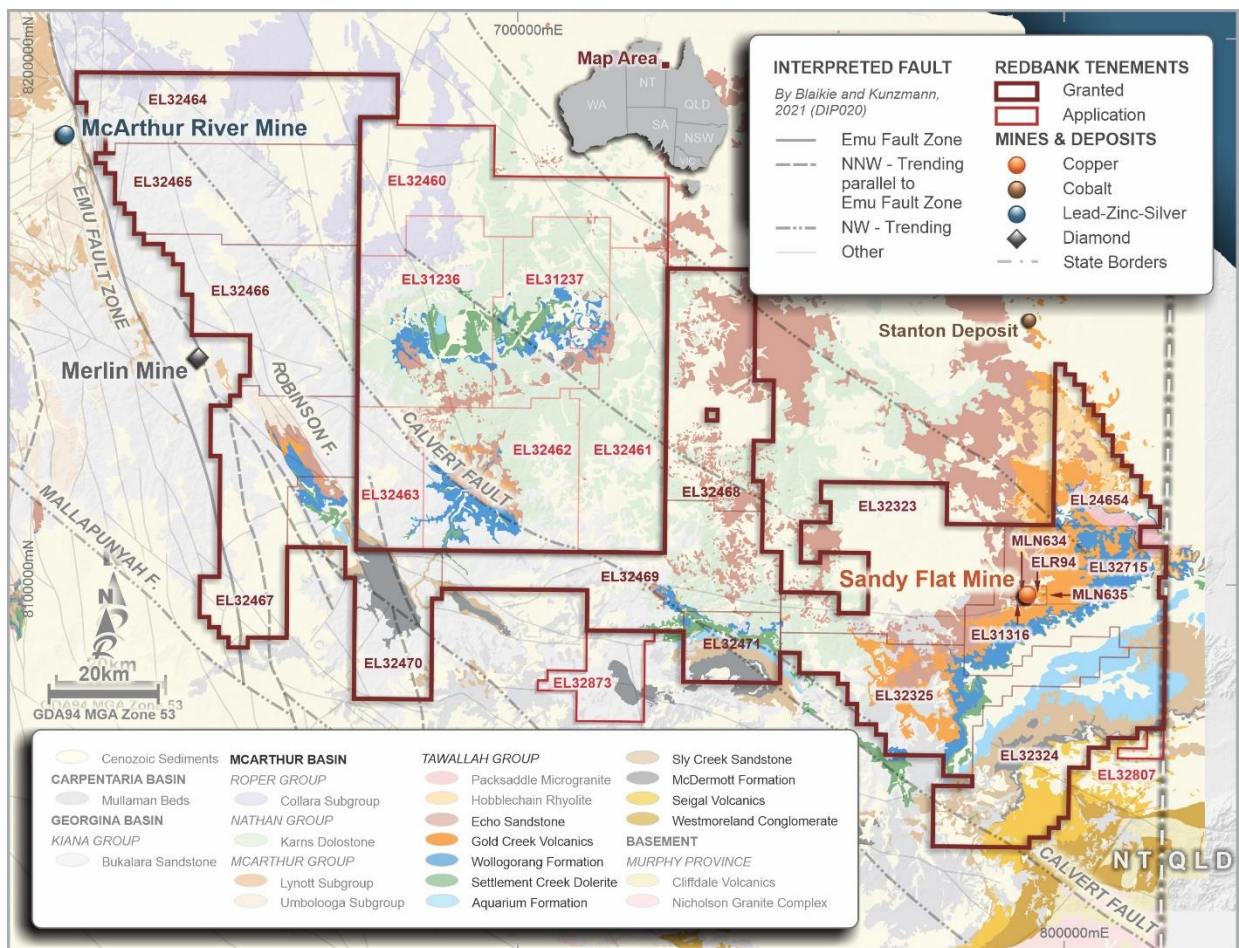 8200000mN
700000mE
Map Area
WA
NT
QLD
SA
NSW
VIC
TAS
INTERPRETED FAULT
By Blaikie and Kunzmann,
2021 (DIP020)
Emu Fault Zone
NNW - Trending
parallel to
Emu Fault Zone
NW - Trending
Other
REDBANK TENEMENTS
Granted
Application
MINES & DEPOSITS
Copper
Cobalt
Lead-Zinc-Silver
Diamond
State Borders
EL32464
McArthur River Mine
EL32465
EL32460
EMU FAULT ZONE
EL32466
EL31236
EL31237
Stanton Deposit
Merlin Mine
ROBINSON F.
CALVERT FAULT
EL32462
EL32461
EL32463
EL32468
EL32323
EL24654
MALLAPUNYAH F.
8100000mN
MLN634
ELR94
EL32715
Sandy Flat Mine
MLN635
EL31316
EL32469
EL32467
N
EL32471
EL32470
EL32873
EL32325
20km
GDA94 MGA Zone 53
EL32324
EL32807
CALVERT FAULT
NT
QLD
800000mE
Cenozoic Sediments
CARPENTARIA BASIN
Mullaman Beds
GEORGINA BASIN
KIANA GROUP
Bukalara Sandstone
MCARTHUR BASIN
ROPER GROUP
Collara Subgroup
NATHAN GROUP
Karns Dolostone
MCARTHUR GROUP
Lynott Subgroup
Umbolooga Subgroup
TAWALLAH GROUP
Packsaddle Microgranite
Hobblechain Rhyolite
Echo Sandstone
Gold Creek Volcanics
Wollogorang Formation
Settlement Creek Dolerite
Aquarium Formation
Sly Creek Sandstone
McDermott Formation
Seigal Volcanics
Westmoreland Conglomerate
BASEMENT
MURPHY PROVINCE
Cliffdale Volcanics
Nicholson Granite Complex